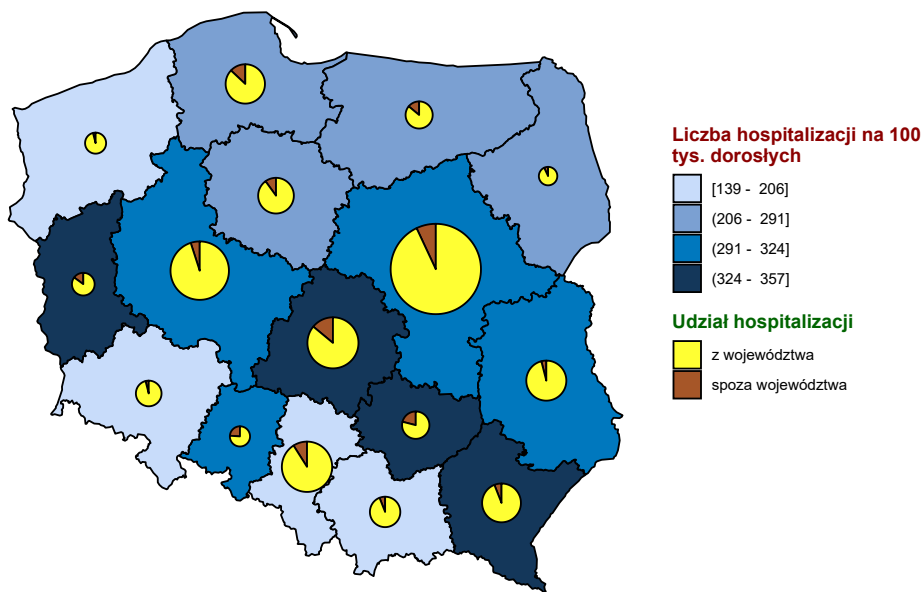 Liczba hospitalizacji na 100
tys. dorosłych
[139 - 206]
(206 - 291]
(291 - 324]
(324 - 357]
Udział hospitalizacji
z województwa
spoza województwa